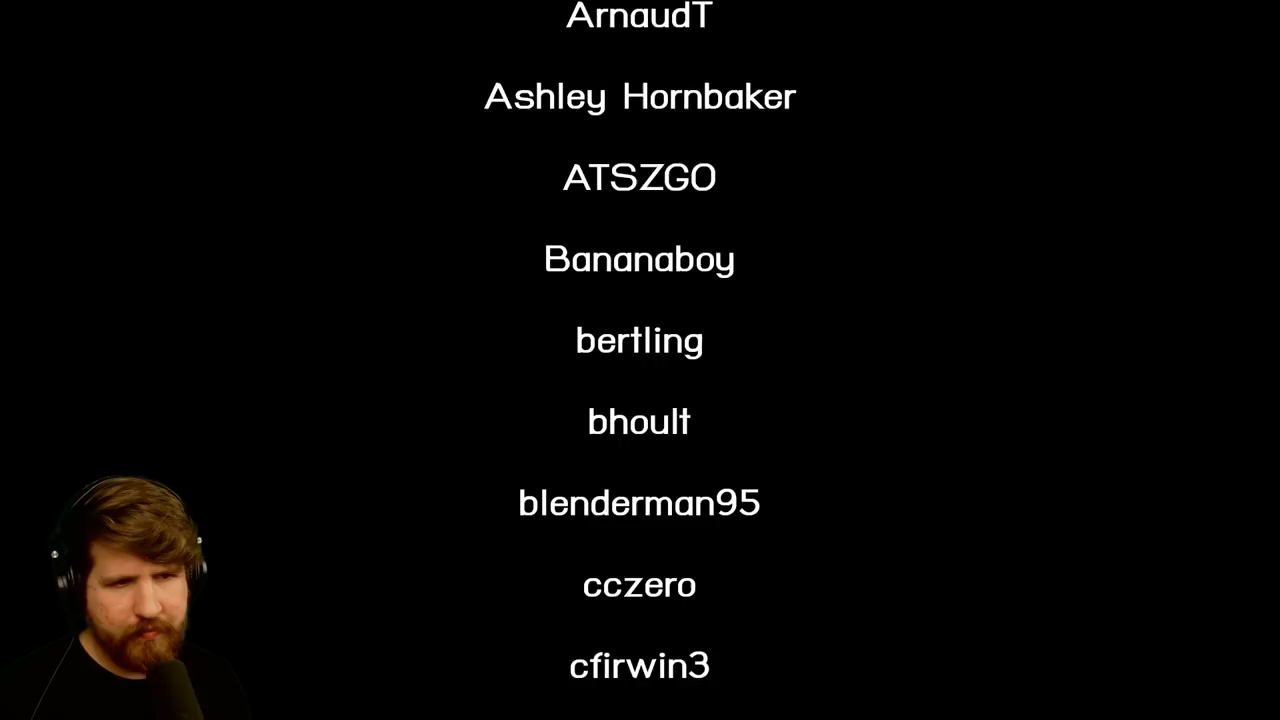 ArnaudT
Ashley Hornbaker
ATSZGO
Bananaboy
bertling
bhoult
blenderman95
cczero
cfirwin3